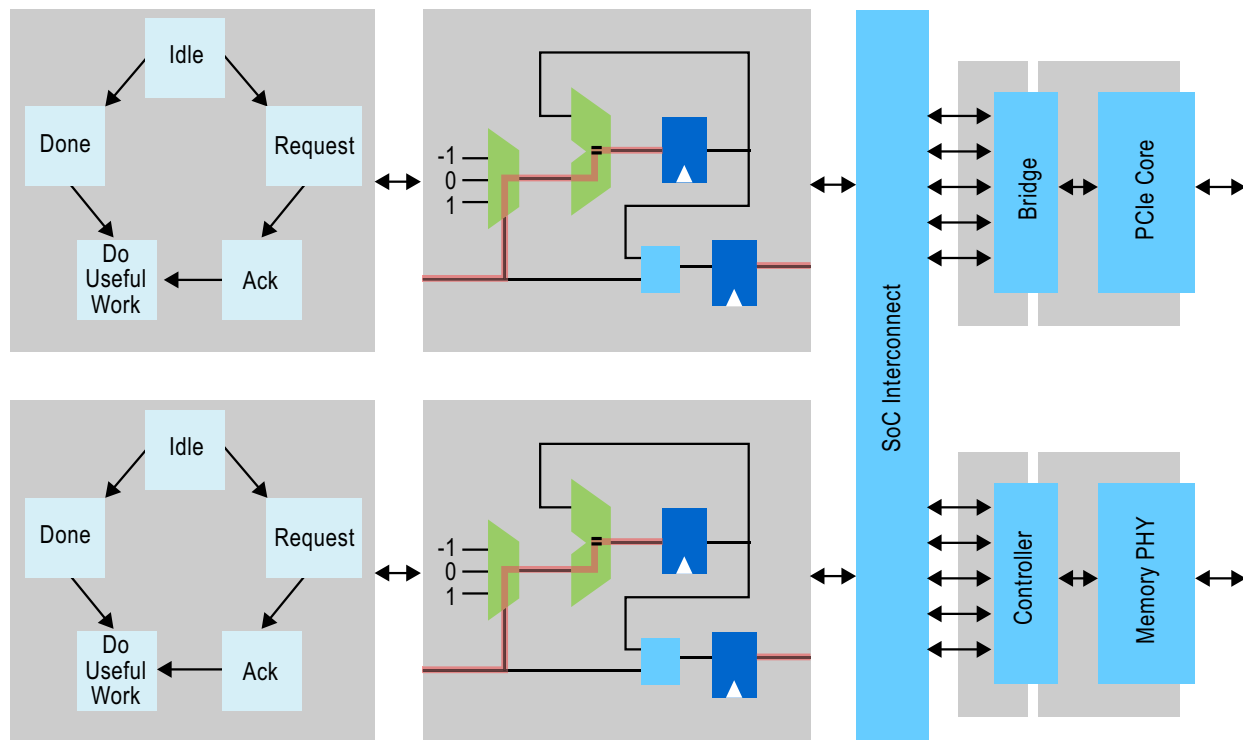 Idle
Done
Request
Do
Useful
Work
Ack
-1
0
1
SoC Interconnect
Bridge
PCIe Core
Idle
Done
Request
Do
Useful
Work
Ack
-1
0
1
Controller
Memory PHY